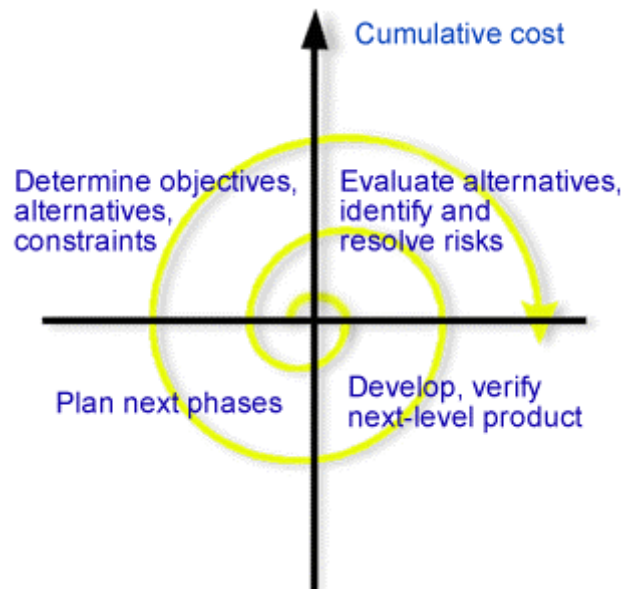 Cumulative cost
Determine objectives,
alternatives,
constraints
Evaluate alternatives,
identify and
resolve risks
Plan next phases
Develop, verify
next-level product